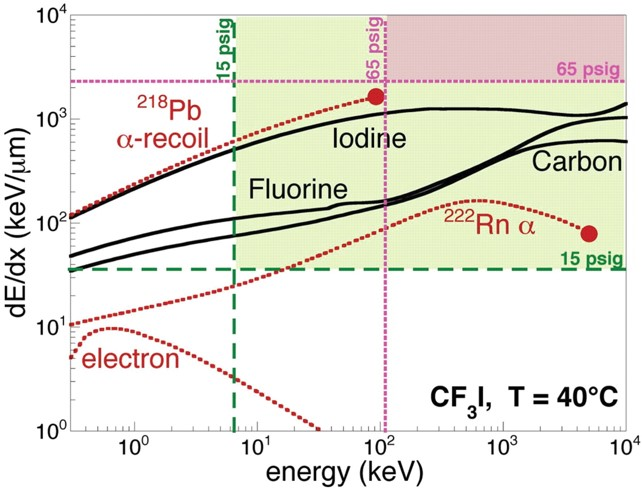 10⁴
10³
10²
10¹
10⁰
dE/dx (keV/μm)
15 psig
65 psig
65 psig
²¹⁸Pb
α-recoil
Iodine
Fluorine
Carbon
²²²Rn α
15 psig
electron
CF₃I, T = 40°C
10⁰ 10¹ 10² 10³ 10⁴
energy (keV)